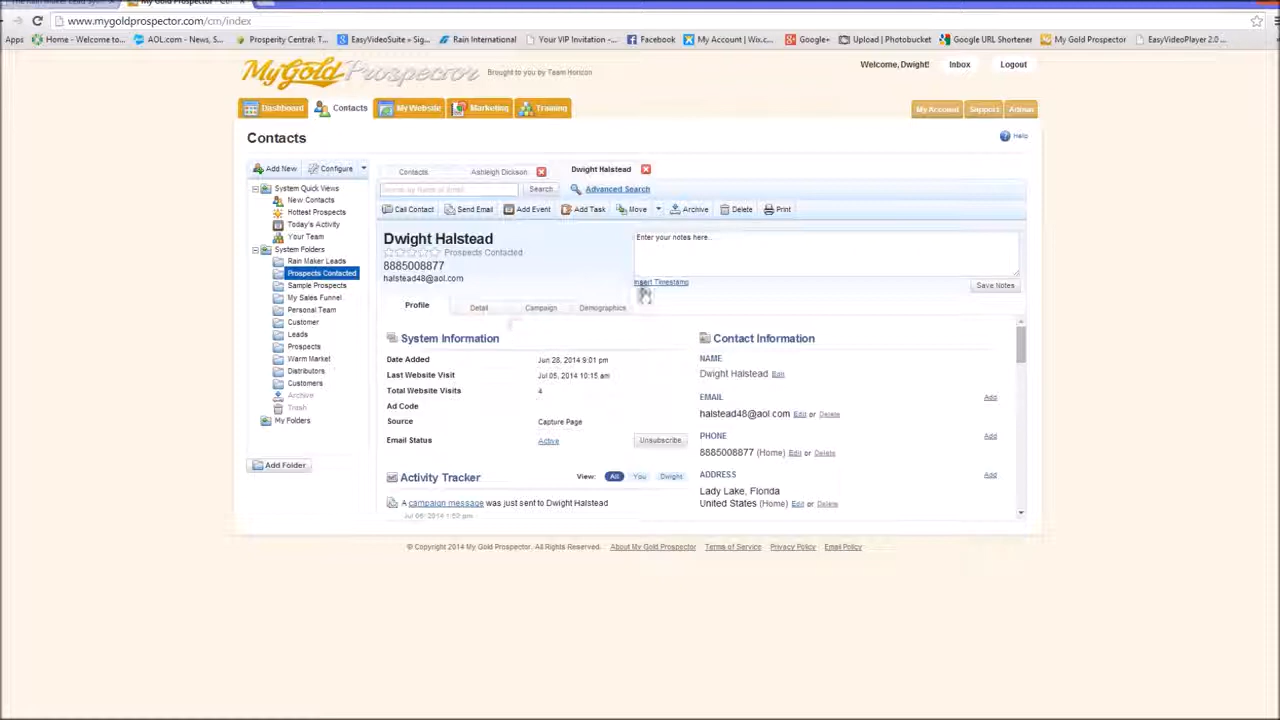 www.mygoldprospector.com/cm/index
Apps Home - Welcome to... AOL.com - News, S... Prosperity Central: T... EasyVideoSuite » Sig... Rain International Your VIP Invitation -... Facebook My Account | Wix.c... Google+ Upload | Photobucket Google URL Shortener My Gold Prospector EasyVideoPlayer 2.0 ...
MyGoldProspector Brought to you by Team Horizon
Welcome, Dwight! Inbox Logout
Dashboard Contacts My Website Marketing Training
My Account Support Admin
Contacts
Help
Add New Configure
Contacts Ashleigh Dickson Dwight Halstead
Search by Name or Email Search Advanced Search
Call Contact Send Email Add Event Add Task Move Archive Delete Print
System Quick Views
New Contacts
Hottest Prospects
Today's Activity
Your Team
System Folders
Rain Maker Leads
Prospects Contacted
Sample Prospects
My Sales Funnel
Personal Team
Customer
Leads
Prospects
Warm Market
Distributors
Customers
Archive
Trash
My Folders
Add Folder
Dwight Halstead
Prospects Contacted
8885008877
halstead48@aol.com
Enter your notes here...
Insert Timestamp
Save Notes
Profile Detail Campaign Demographics
System Information
Date Added Jun 28, 2014 9:01 pm
Last Website Visit Jul 05, 2014 10:15 am
Total Website Visits 4
Ad Code
Source Capture Page
Email Status Active Unsubscribe
Activity Tracker View: All You Dwight
A campaign message was just sent to Dwight Halstead
Jul 06, 2014 1:52 pm
Contact Information
NAME
Dwight Halstead Edit
EMAIL Add
halstead48@aol.com Edit or Delete
PHONE Add
8885008877 (Home) Edit or Delete
ADDRESS Add
Lady Lake, Florida
United States (Home) Edit or Delete
© Copyright 2014 My Gold Prospector. All Rights Reserved. About My Gold Prospector Terms of Service Privacy Policy Email Policy